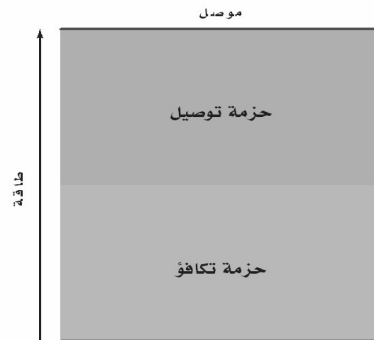 موصل
حزمة توصيل
طاقة
حزمة تكافؤ